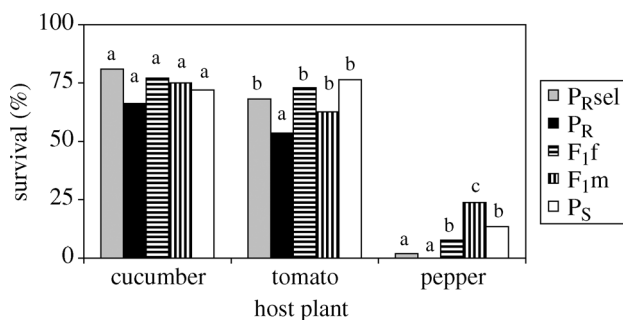 100
75
50
25
0
survival (%)
a a a a a
b a b b b
a a b c b
cucumber tomato pepper
host plant
PRsel
PR
F1f
F1m
PS